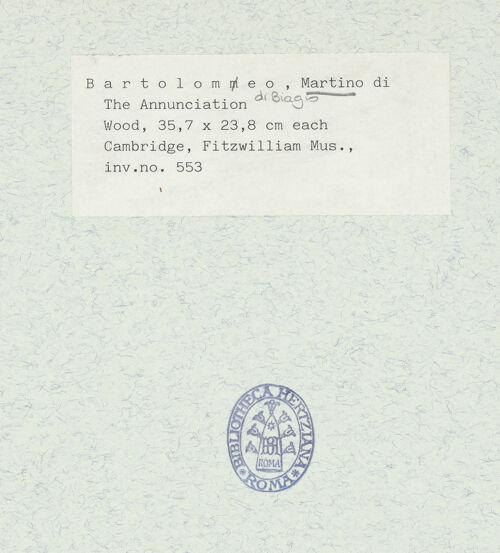 Bartolommeo, Martino di
di Biagio
The Annunciation
Wood, 35,7 x 23,8 cm each
Cambridge, Fitzwilliam Mus.,
inv.no. 553
BIBLIOTHECA HERTZIANA
ROMA
ROMA